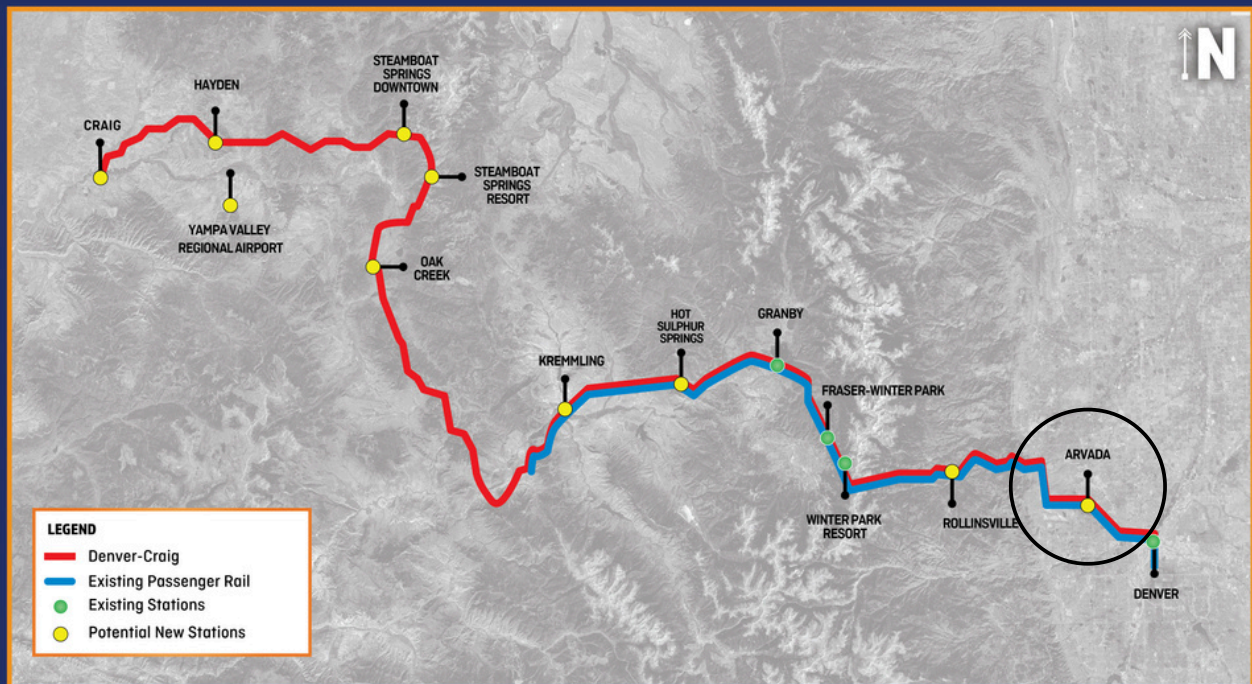 N
STEAMBOAT
SPRINGS
DOWNTOWN
HAYDEN
CRAIG
STEAMBOAT
SPRINGS
RESORT
YAMPA VALLEY
REGIONAL AIRPORT
OAK
CREEK
HOT
SULPHUR
SPRINGS
GRANBY
KREMMLING
FRASER-WINTER PARK
ARVADA
WINTER PARK
RESORT
ROLLINSVILLE
DENVER
LEGEND
Denver-Craig
Existing Passenger Rail
Existing Stations
Potential New Stations